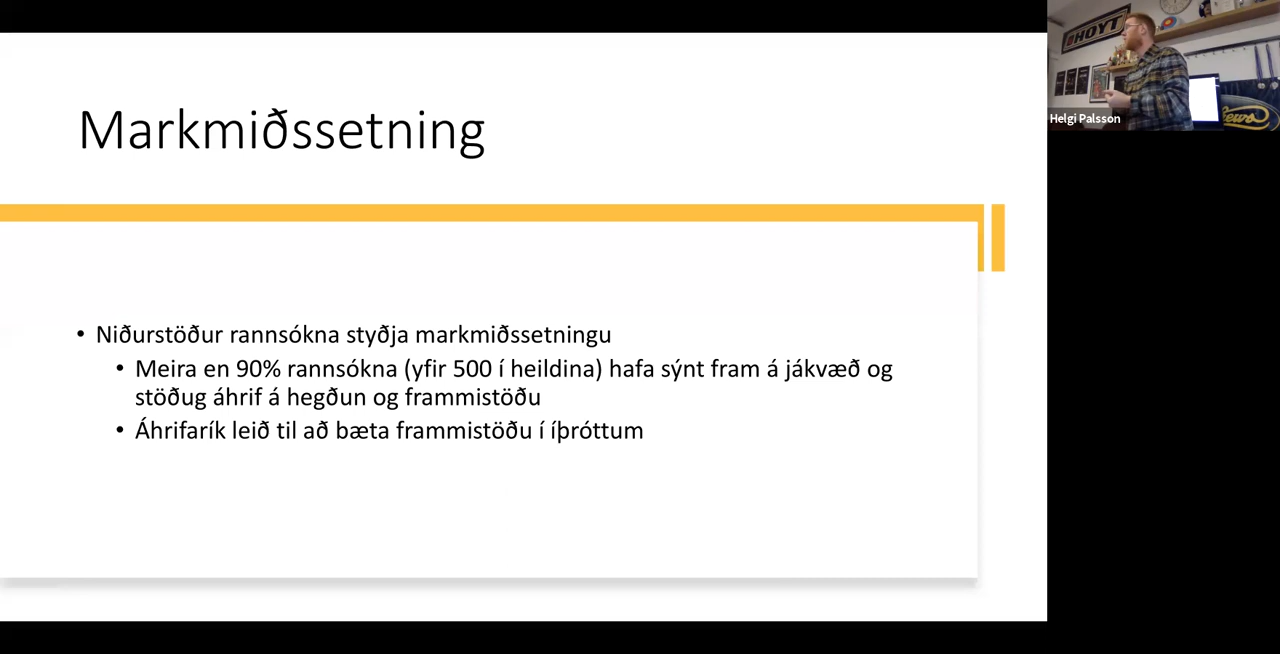 Markmiðssetning
• Niðurstöður rannsókna styðja markmiðssetningu
• Meira en 90% rannsókna (yfir 500 í heildina) hafa sýnt fram á jákvæð og
stöðug áhrif á hegðun og frammistöðu
• Áhrifarík leið til að bæta frammistöðu í íþróttum
HOYT
Helgi Palsson